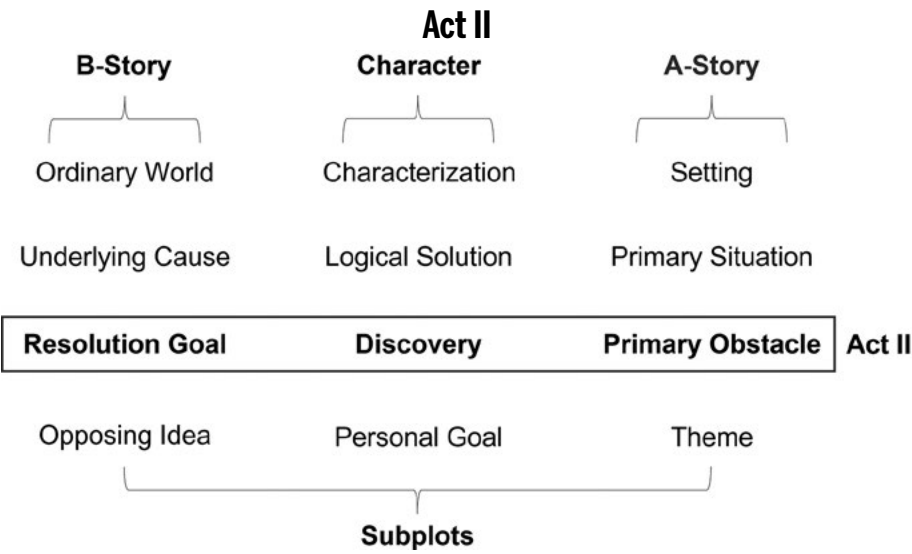 Act II
B-Story Character A-Story
Ordinary World Characterization Setting
Underlying Cause Logical Solution Primary Situation
Resolution Goal Discovery Primary Obstacle Act II
Opposing Idea Personal Goal Theme
Subplots